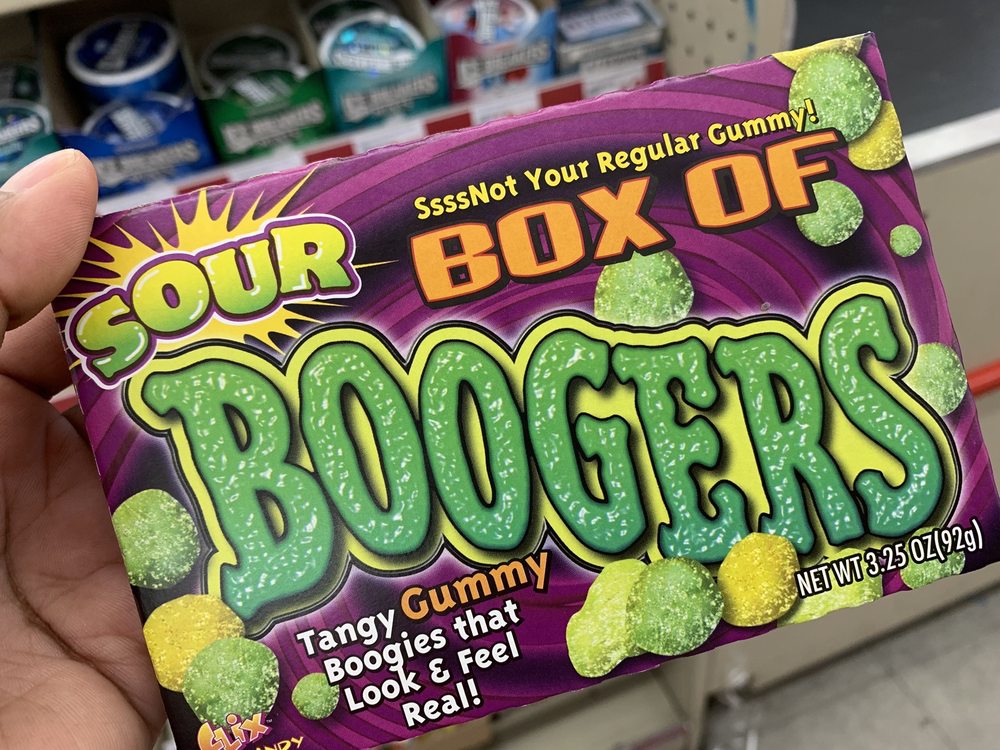 SsssNot Your Regular Gummy!
SOUR
BOX OF
BOOGERS
NET WT 3.25 OZ(92g)
Tangy Gummy
Boogies that
Look & Feel
Real!
Flix™